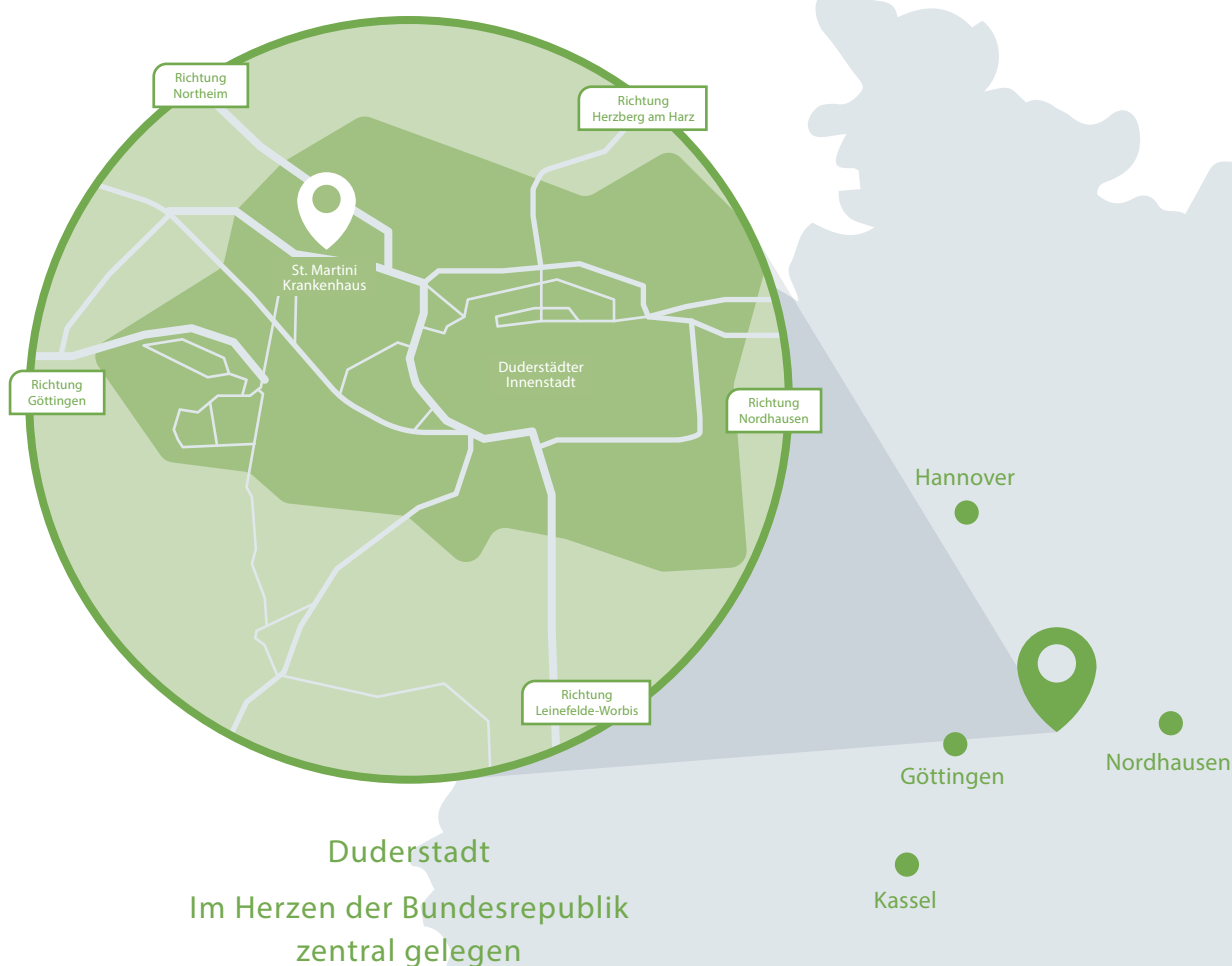 Richtung
Northeim
Richtung
Herzberg am Harz
St. Martini
Krankenhaus
Duderstädter
Innenstadt
Richtung
Göttingen
Richtung
Nordhausen
Hannover
Richtung
Leinefelde-Worbis
Göttingen
Nordhausen
Kassel
Duderstadt
Im Herzen der Bundesrepublik
zentral gelegen